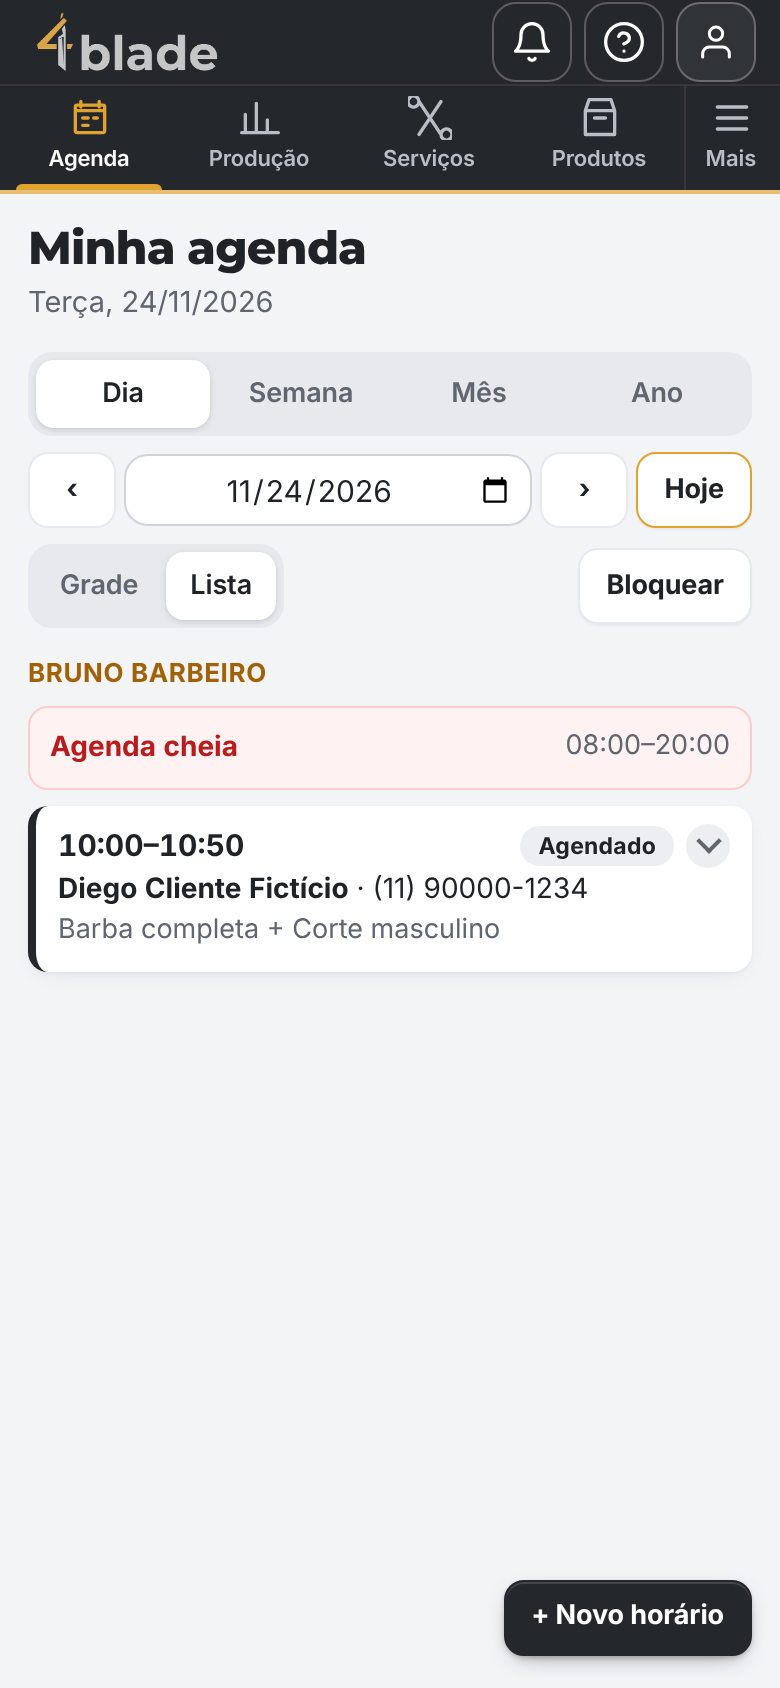 4blade
Agenda
Produção
Serviços
Produtos
Mais
Minha agenda
Terça, 24/11/2026
Dia
Semana
Mês
Ano
‹
11/24/2026
›
Hoje
Grade
Lista
Bloquear
BRUNO BARBEIRO
Agenda cheia
08:00–20:00
10:00–10:50
Agendado
Diego Cliente Fictício · (11) 90000-1234
Barba completa + Corte masculino
+ Novo horário